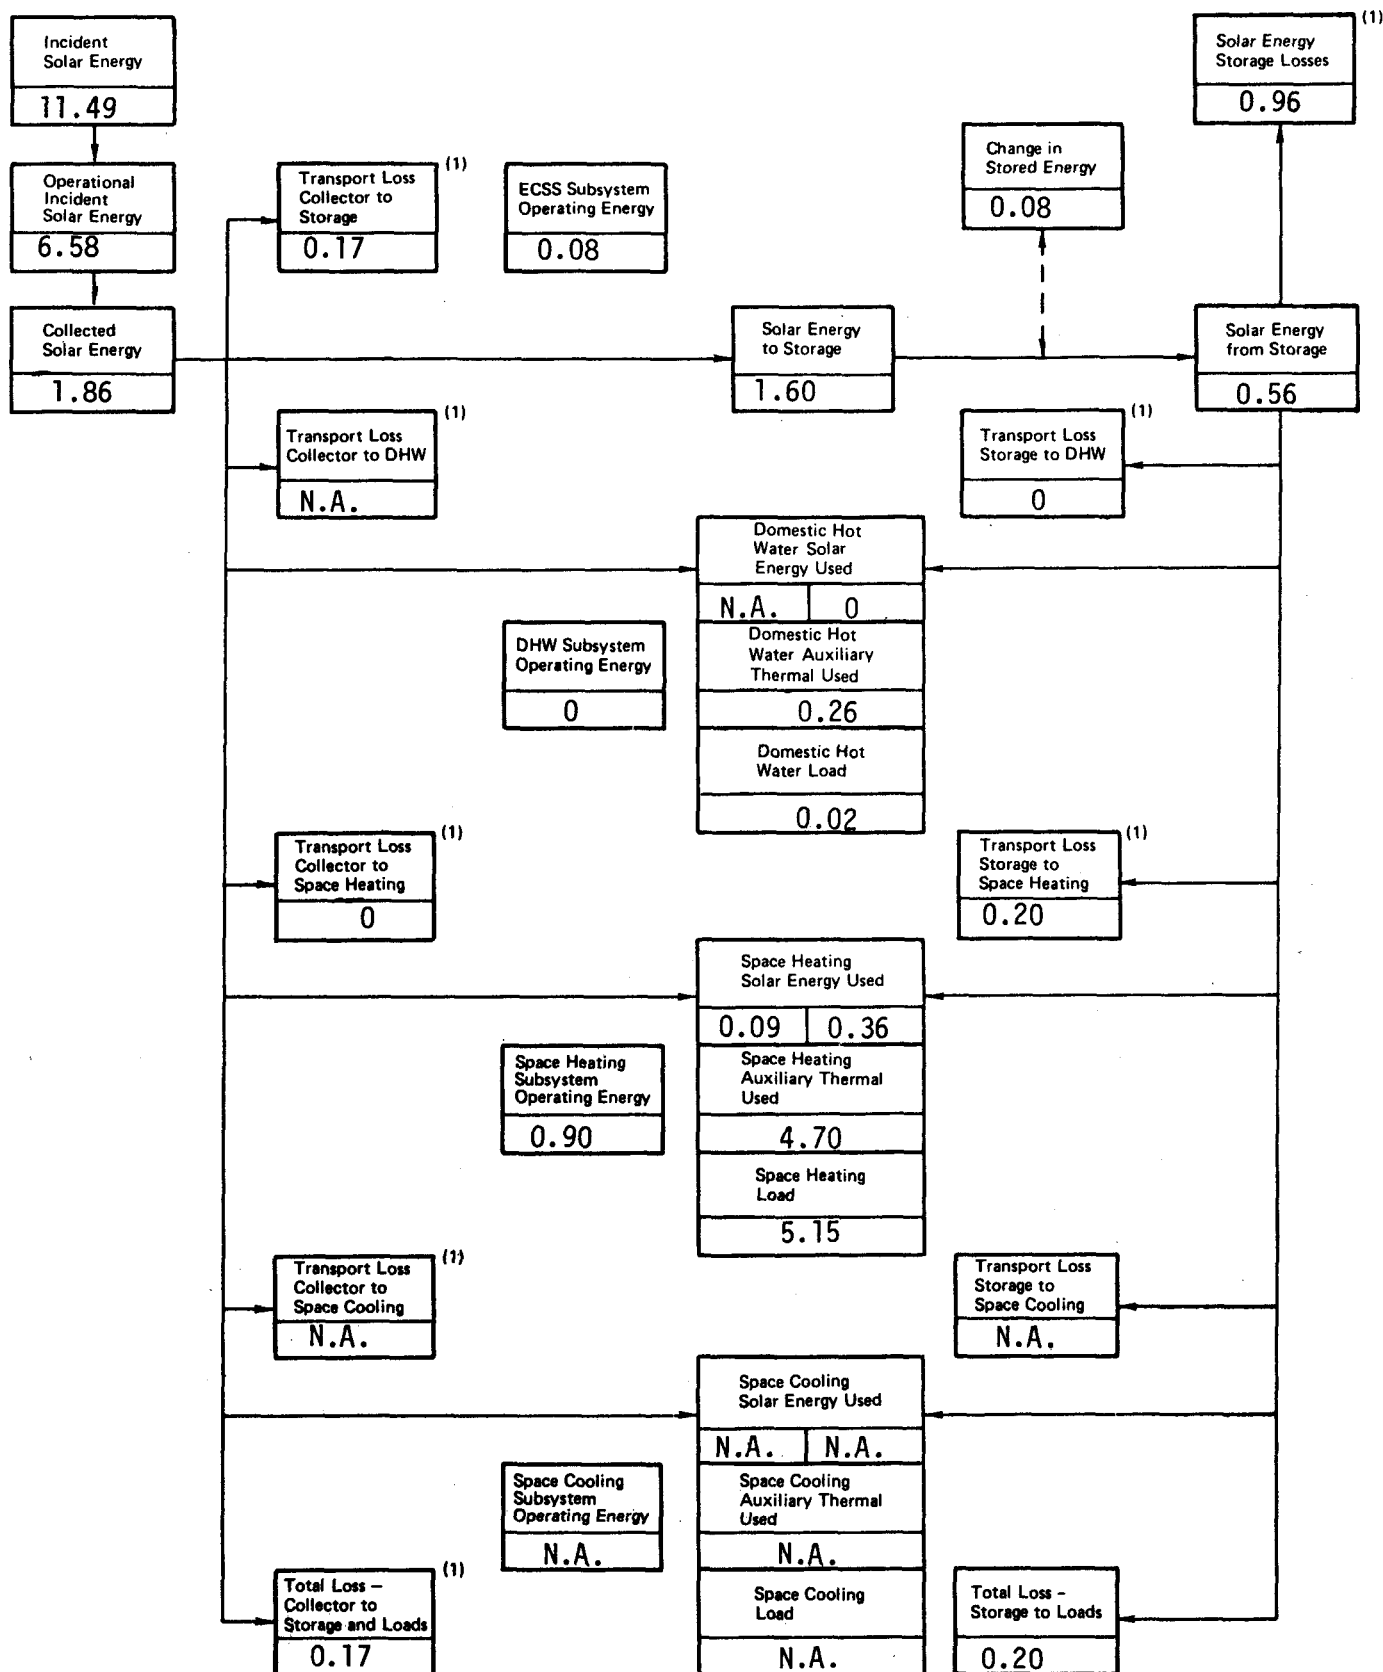 Incident
Solar Energy
11.49
(1)
Solar Energy
Storage Losses
0.96
Operational
Incident
Solar Energy
6.58
(1)
Transport Loss
Collector to
Storage
0.17
ECSS Subsystem
Operating Energy
0.08
Change in
Stored Energy
0.08
Collected
Solar Energy
1.86
Solar Energy
to Storage
1.60
Solar Energy
from Storage
0.56
(1)
Transport Loss
Collector to DHW
N.A.
(1)
Transport Loss
Storage to DHW
0
Domestic Hot
Water Solar
Energy Used
N.A. 0
Domestic Hot
Water Auxiliary
Thermal Used
0.26
Domestic Hot
Water Load
0.02
DHW Subsystem
Operating Energy
0
(1)
Transport Loss
Collector to
Space Heating
0
(1)
Transport Loss
Storage to
Space Heating
0.20
Space Heating
Solar Energy Used
0.09 0.36
Space Heating
Auxiliary Thermal
Used
4.70
Space Heating
Load
5.15
Space Heating
Subsystem
Operating Energy
0.90
(1)
Transport Loss
Collector to
Space Cooling
N.A.
Transport Loss
Storage to
Space Cooling
N.A.
Space Cooling
Solar Energy Used
N.A. N.A.
Space Cooling
Auxiliary Thermal
Used
N.A.
Space Cooling
Load
N.A.
Space Cooling
Subsystem
Operating Energy
N.A.
(1)
Total Loss –
Collector to
Storage and Loads
0.17
Total Loss -
Storage to Loads
0.20